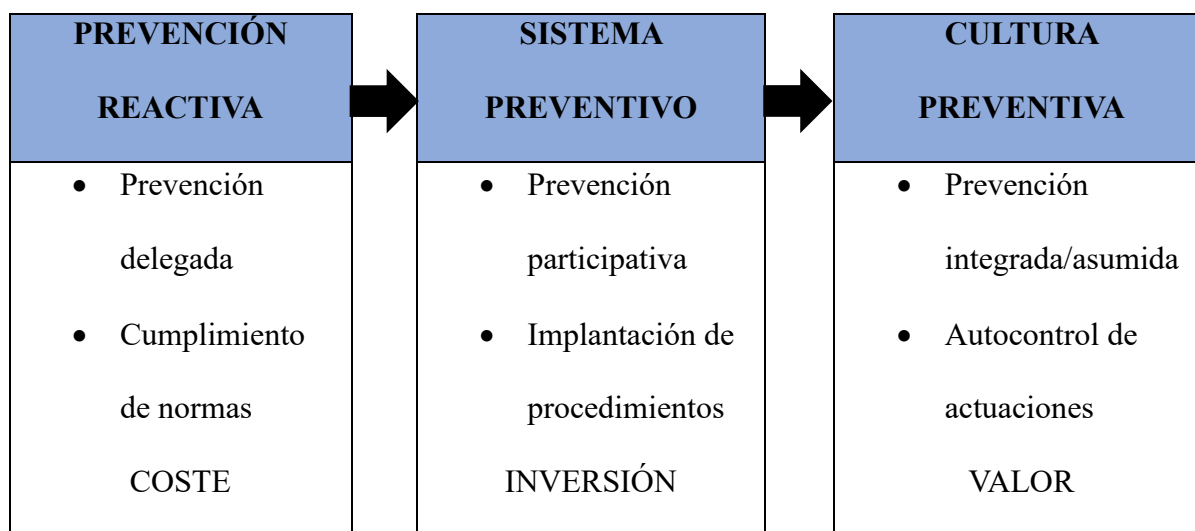 PREVENCIÓN
REACTIVA
• Prevención
delegada
• Cumplimiento
de normas
COSTE
SISTEMA
PREVENTIVO
• Prevención
participativa
• Implantación de
procedimientos
INVERSIÓN
CULTURA
PREVENTIVA
• Prevención
integrada/asumida
• Autocontrol de
actuaciones
VALOR